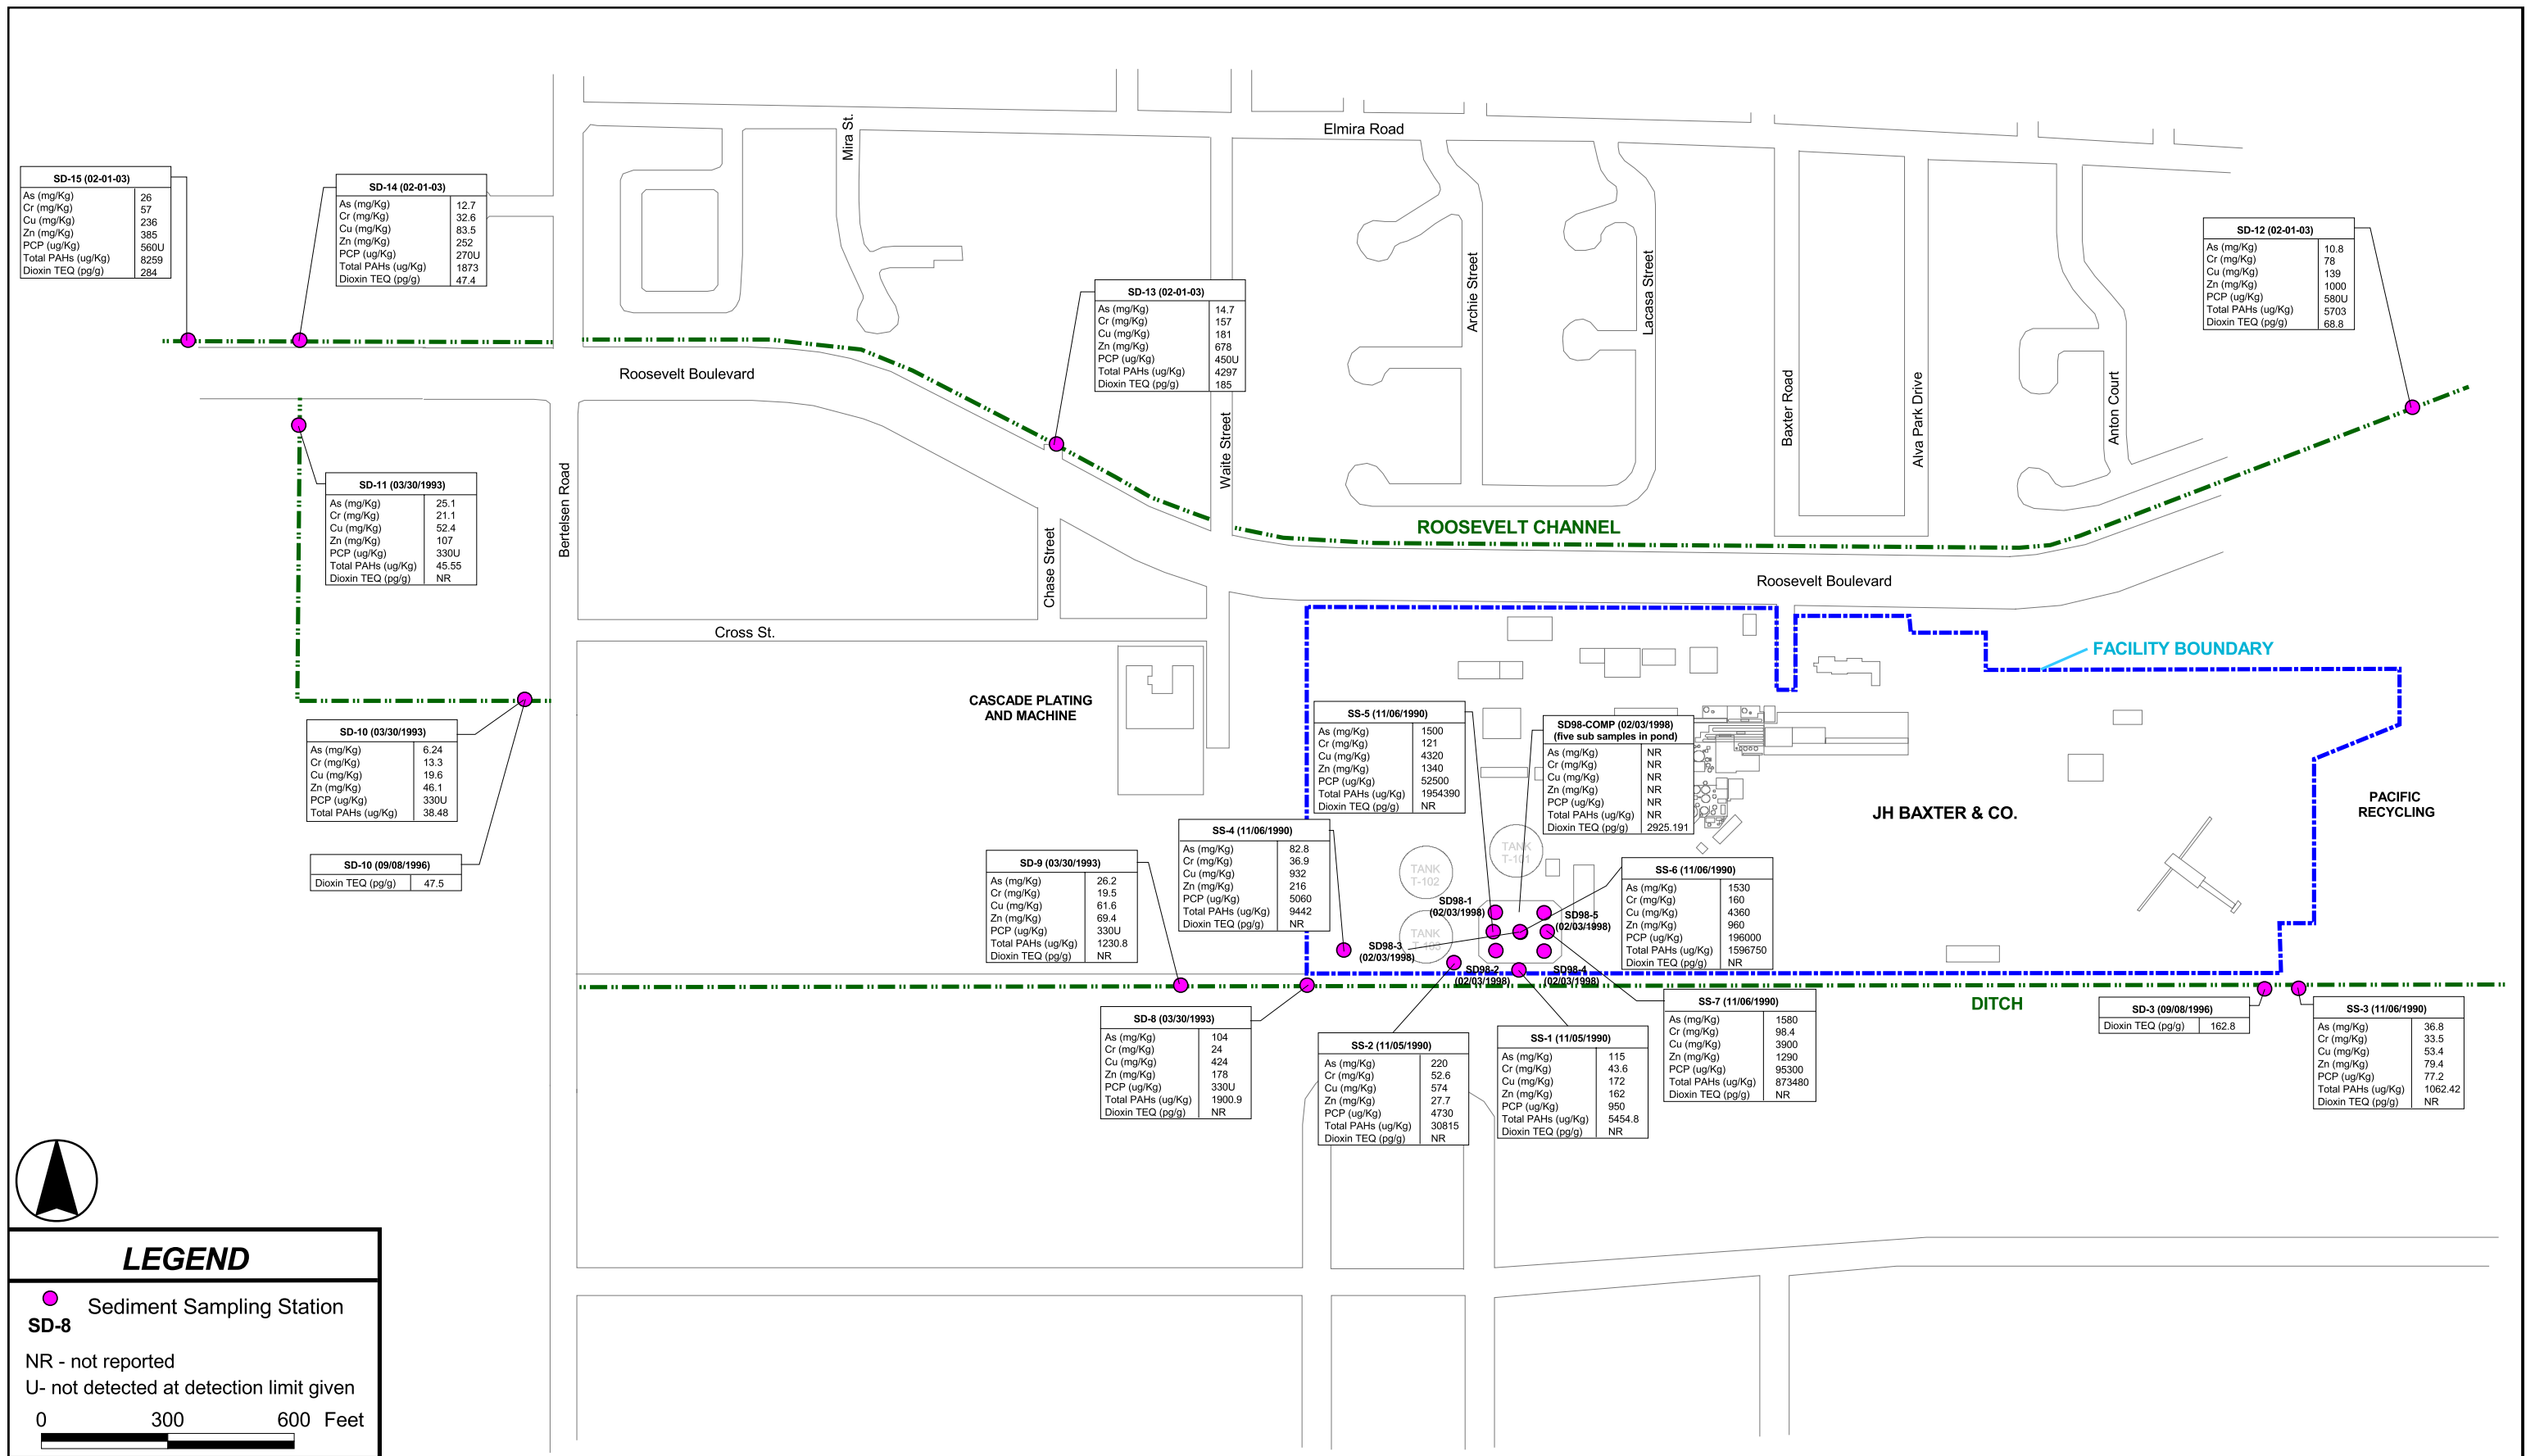 Elmira Road
Mira St.
SD-15 (02-01-03)
As (mg/Kg) 26
Cr (mg/Kg) 57
Cu (mg/Kg) 236
Zn (mg/Kg) 385
PCP (ug/Kg) 560U
Total PAHs (ug/Kg) 8259
Dioxin TEQ (pg/g) 284
SD-14 (02-01-03)
As (mg/Kg) 12.7
Cr (mg/Kg) 32.6
Cu (mg/Kg) 83.5
Zn (mg/Kg) 252
PCP (ug/Kg) 270U
Total PAHs (ug/Kg) 1873
Dioxin TEQ (pg/g) 47.4
SD-13 (02-01-03)
As (mg/Kg) 14.7
Cr (mg/Kg) 157
Cu (mg/Kg) 181
Zn (mg/Kg) 678
PCP (ug/Kg) 450U
Total PAHs (ug/Kg) 4297
Dioxin TEQ (pg/g) 185
SD-12 (02-01-03)
As (mg/Kg) 10.8
Cr (mg/Kg) 78
Cu (mg/Kg) 139
Zn (mg/Kg) 1000
PCP (ug/Kg) 580U
Total PAHs (ug/Kg) 5703
Dioxin TEQ (pg/g) 68.8
Archie Street
Lacasa Street
Roosevelt Boulevard
Waite Street
Baxter Road
Alva Park Drive
Anton Court
SD-11 (03/30/1993)
As (mg/Kg) 25.1
Cr (mg/Kg) 21.1
Cu (mg/Kg) 52.4
Zn (mg/Kg) 107
PCP (ug/Kg) 330U
Total PAHs (ug/Kg) 45.55
Dioxin TEQ (pg/g) NR
Bertelsen Road
Chase Street
ROOSEVELT CHANNEL
Roosevelt Boulevard
Cross St.
FACILITY BOUNDARY
CASCADE PLATING
AND MACHINE
SD-10 (03/30/1993)
As (mg/Kg) 6.24
Cr (mg/Kg) 13.3
Cu (mg/Kg) 19.6
Zn (mg/Kg) 46.1
PCP (ug/Kg) 330U
Total PAHs (ug/Kg) 38.48
SD-10 (09/08/1996)
Dioxin TEQ (pg/g) 47.5
SS-5 (11/06/1990)
As (mg/Kg) 1500
Cr (mg/Kg) 121
Cu (mg/Kg) 4320
Zn (mg/Kg) 1340
PCP (ug/Kg) 52500
Total PAHs (ug/Kg) 1954390
Dioxin TEQ (pg/g) NR
SD98-COMP (02/03/1998)
(five sub samples in pond)
As (mg/Kg) NR
Cr (mg/Kg) NR
Cu (mg/Kg) NR
Zn (mg/Kg) NR
PCP (ug/Kg) NR
Total PAHs (ug/Kg) NR
Dioxin TEQ (pg/g) 2925.191
JH BAXTER & CO.
PACIFIC
RECYCLING
SS-4 (11/06/1990)
As (mg/Kg) 82.8
Cr (mg/Kg) 36.9
Cu (mg/Kg) 932
Zn (mg/Kg) 216
PCP (ug/Kg) 5060
Total PAHs (ug/Kg) 9442
Dioxin TEQ (pg/g) NR
SD-9 (03/30/1993)
As (mg/Kg) 26.2
Cr (mg/Kg) 19.5
Cu (mg/Kg) 61.6
Zn (mg/Kg) 69.4
PCP (ug/Kg) 330U
Total PAHs (ug/Kg) 1230.8
Dioxin TEQ (pg/g) NR
TANK
T-101
TANK
T-102
TANK
T-103
SS-6 (11/06/1990)
As (mg/Kg) 1530
Cr (mg/Kg) 160
Cu (mg/Kg) 4360
Zn (mg/Kg) 960
PCP (ug/Kg) 196000
Total PAHs (ug/Kg) 1596750
Dioxin TEQ (pg/g) NR
SD98-1
(02/03/1998)
SD98-5
(02/03/1998)
SD98-3
(02/03/1998)
SD98-2
(02/03/1998)
SD98-4
(02/03/1998)
DITCH
SD-8 (03/30/1993)
As (mg/Kg) 104
Cr (mg/Kg) 24
Cu (mg/Kg) 424
Zn (mg/Kg) 178
PCP (ug/Kg) 330U
Total PAHs (ug/Kg) 1900.9
Dioxin TEQ (pg/g) NR
SS-2 (11/05/1990)
As (mg/Kg) 220
Cr (mg/Kg) 52.6
Cu (mg/Kg) 574
Zn (mg/Kg) 27.7
PCP (ug/Kg) 4730
Total PAHs (ug/Kg) 30815
Dioxin TEQ (pg/g) NR
SS-1 (11/05/1990)
As (mg/Kg) 115
Cr (mg/Kg) 43.6
Cu (mg/Kg) 172
Zn (mg/Kg) 162
PCP (ug/Kg) 950
Total PAHs (ug/Kg) 5454.8
Dioxin TEQ (pg/g) NR
SS-7 (11/06/1990)
As (mg/Kg) 1580
Cr (mg/Kg) 98.4
Cu (mg/Kg) 3900
Zn (mg/Kg) 1290
PCP (ug/Kg) 95300
Total PAHs (ug/Kg) 873480
Dioxin TEQ (pg/g) NR
SD-3 (09/08/1996)
Dioxin TEQ (pg/g) 162.8
SS-3 (11/06/1990)
As (mg/Kg) 36.8
Cr (mg/Kg) 33.5
Cu (mg/Kg) 53.4
Zn (mg/Kg) 79.4
PCP (ug/Kg) 77.2
Total PAHs (ug/Kg) 1062.42
Dioxin TEQ (pg/g) NR
LEGEND
Sediment Sampling Station
SD-8
NR - not reported
U- not detected at detection limit given
0 300 600 Feet